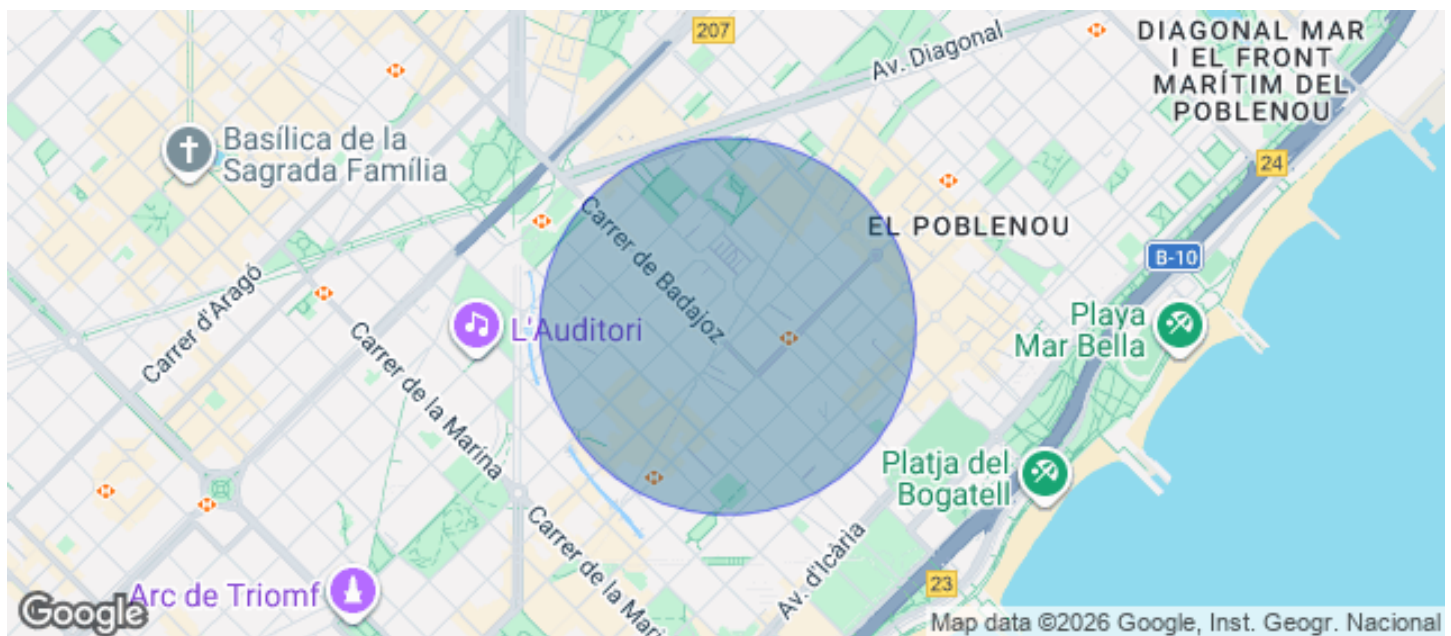 207
Av. Diagonal
DIAGONAL MAR
I EL FRONT
MARÍTIM DEL
POBLENOU
Basílica de la
Sagrada Família
24
Carrer de Badajoz
EL POBLENOU
B-10
Carrer d'Aragó
L'Auditori
Playa
Mar Bella
Carrer de la Marina
Platja del
Bogatell
Carrer de la Mari
Av. d'Icària
23
Arc de Triomf
Google
Map data ©2026 Google, Inst. Geogr. Nacional